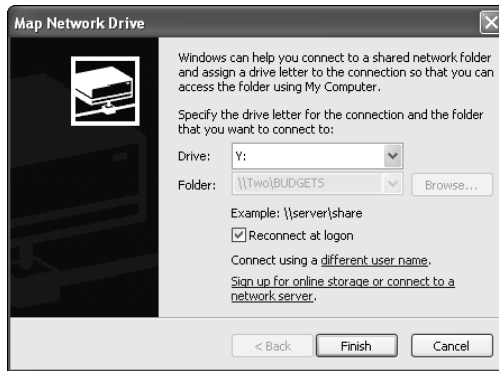 Map Network Drive
Windows can help you connect to a shared network folder
and assign a drive letter to the connection so that you can
access the folder using My Computer.
Specify the drive letter for the connection and the folder
that you want to connect to:
Drive: Y:
Folder: \\Two\BUDGETS Browse...
Example: \\server\share
Reconnect at logon
Connect using a different user name.
Sign up for online storage or connect to a
network server.
< Back Finish Cancel